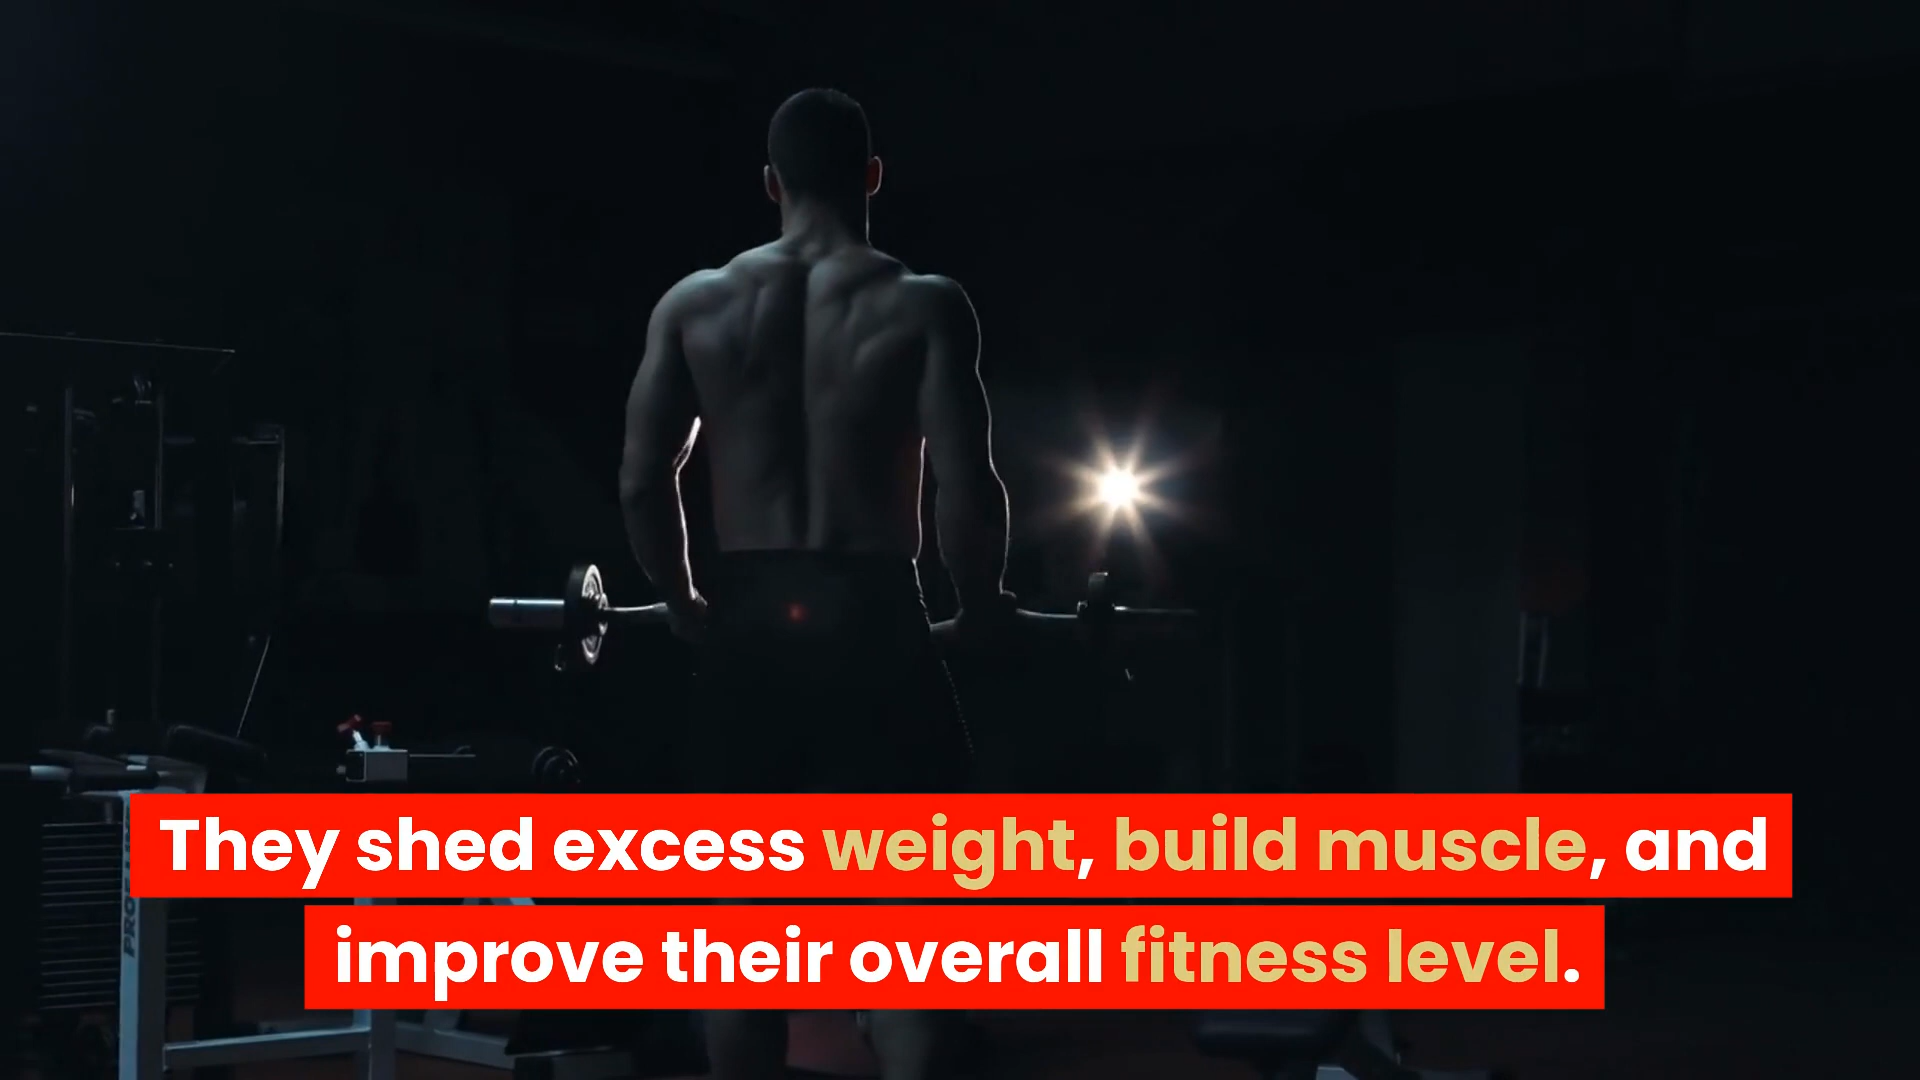 They shed excess weight, build muscle, and
improve their overall fitness level.